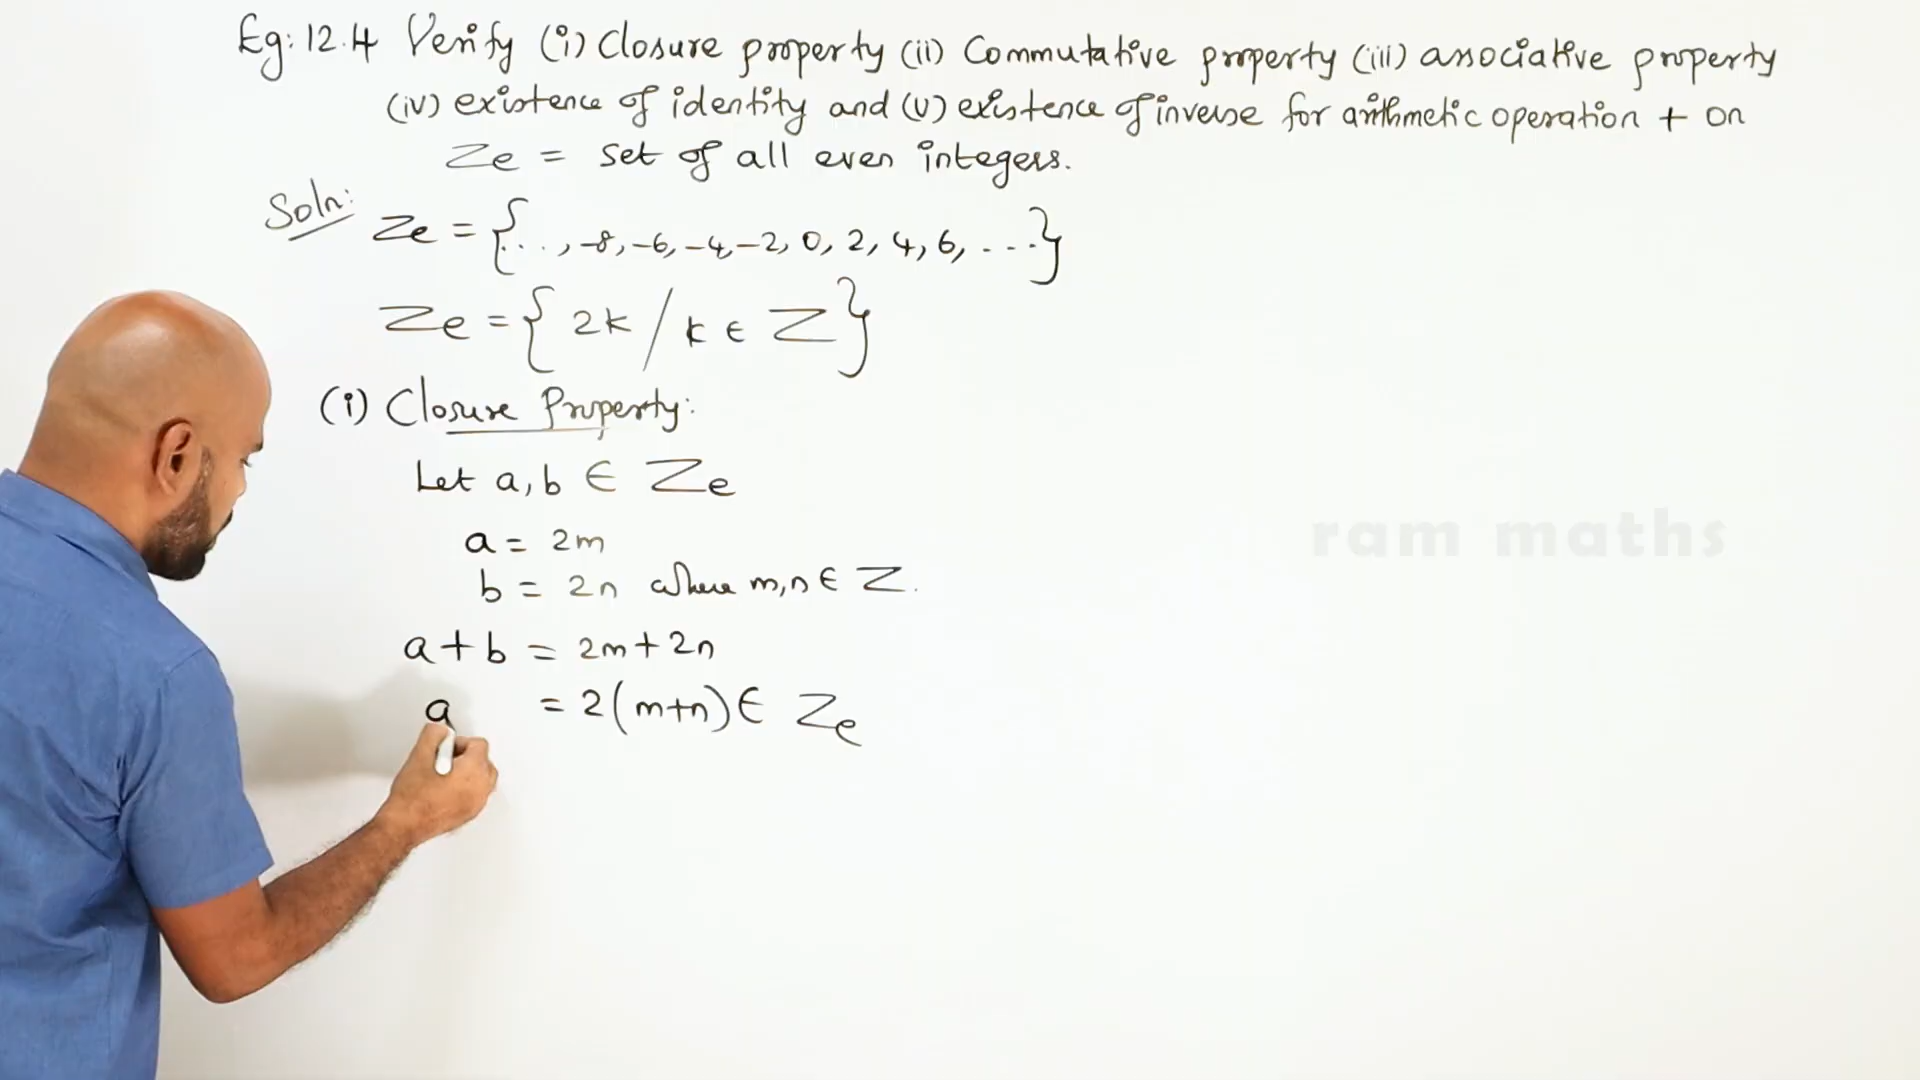 Eg: 12.4 Verify (i) Closure property (ii) Commutative property (iii) associative property
(iv) existence of identity and (v) existence of inverse for arithmetic operation + on
Ze = set of all even integers.
Soln:
Ze = {..., -8, -6, -4, -2, 0, 2, 4, 6, ....}
Ze = {2k / k ∈ Z}
(i) Closure Property:
Let a, b ∈ Ze
a = 2m
b = 2n where m, n ∈ Z.
a + b = 2m + 2n
a = 2(m+n) ∈ Ze
ram maths